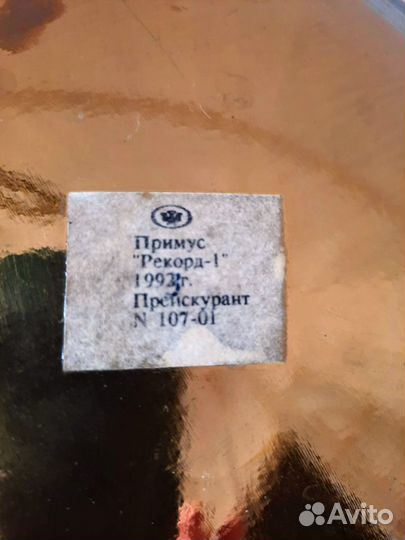 Примус
"Рекорд-1"
1993г.
Прейскурант
N 107-01
Avito